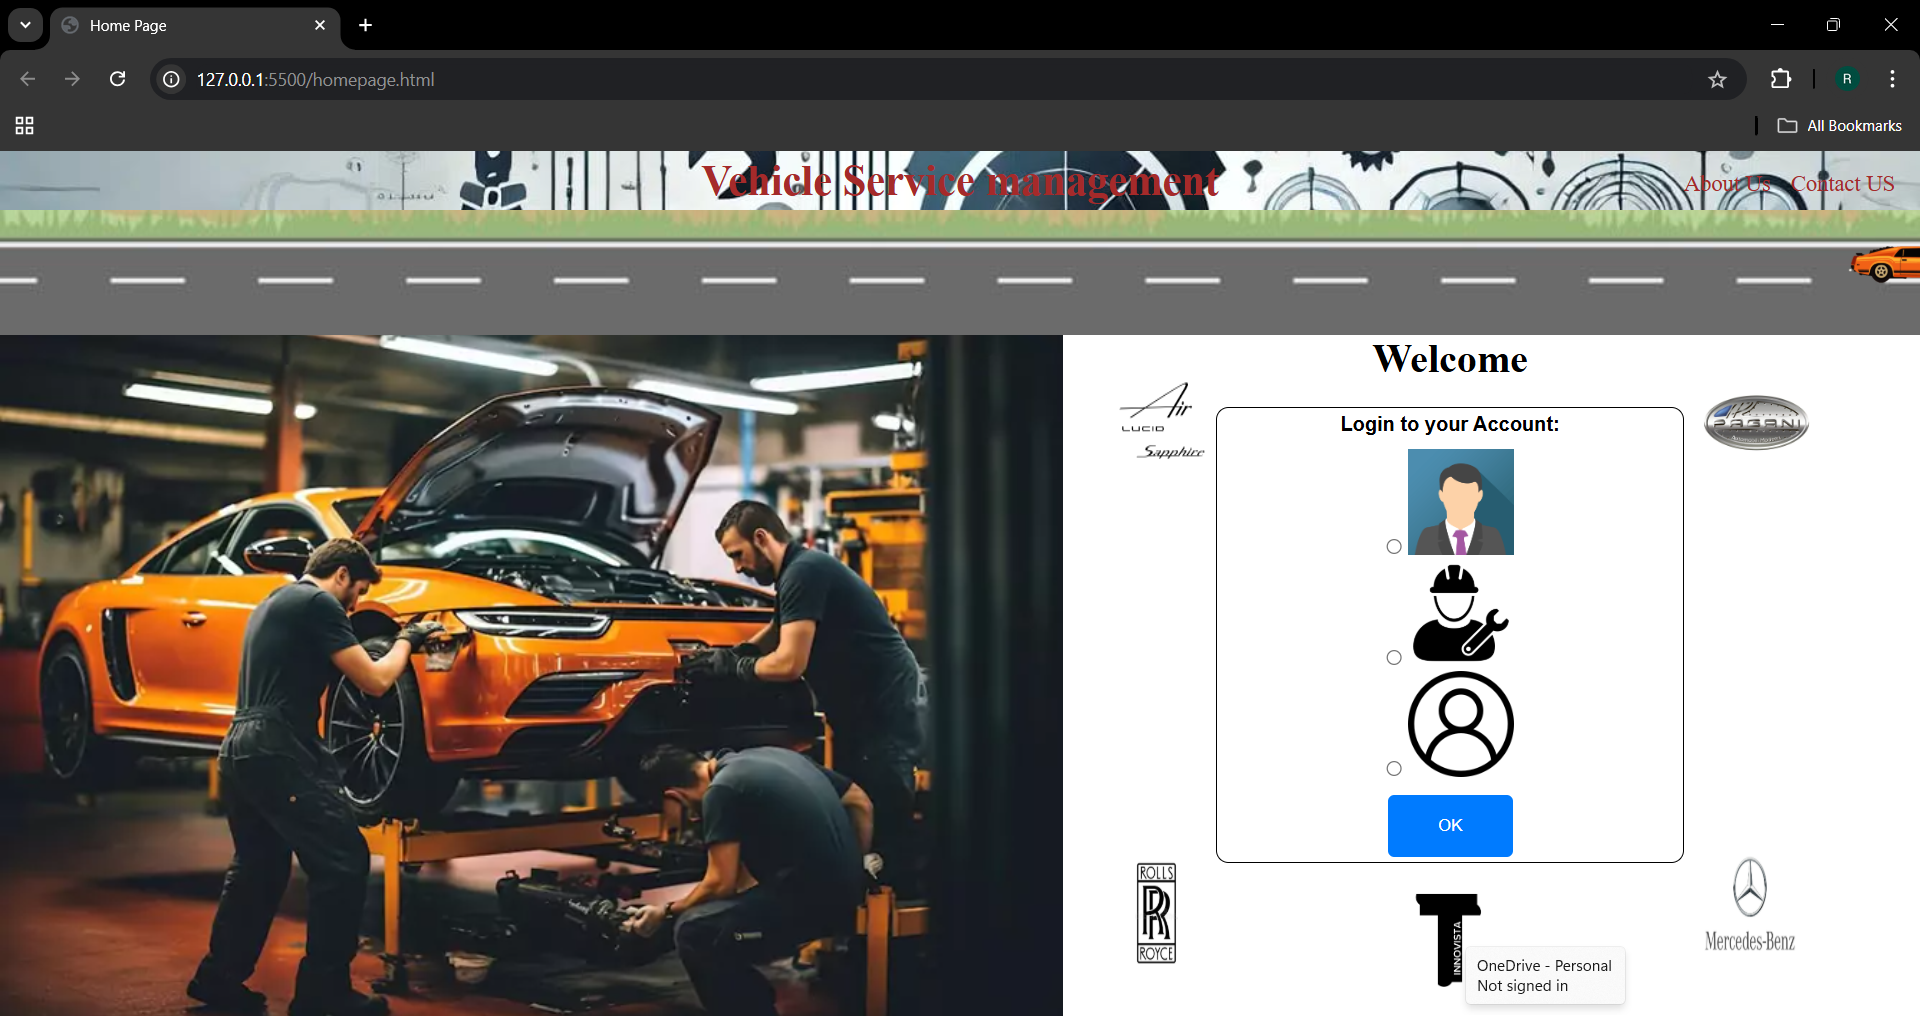 Home Page
127.0.0.1:5500/homepage.html
R
All Bookmarks
Vehicle Service management
About Us
Contact US
Welcome
Air
LUCID
Sapphire
PAGANI
Login to your Account:
OK
ROLLS
RR
ROYCE
INNOVISTA
Mercedes-Benz
OneDrive - Personal
Not signed in